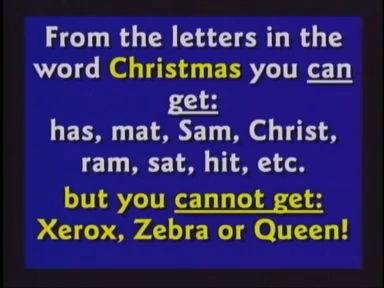 From the letters in the
word Christmas you can
get:
has, mat, Sam, Christ,
ram, sat, hit, etc.
but you cannot get:
Xerox, Zebra or Queen!